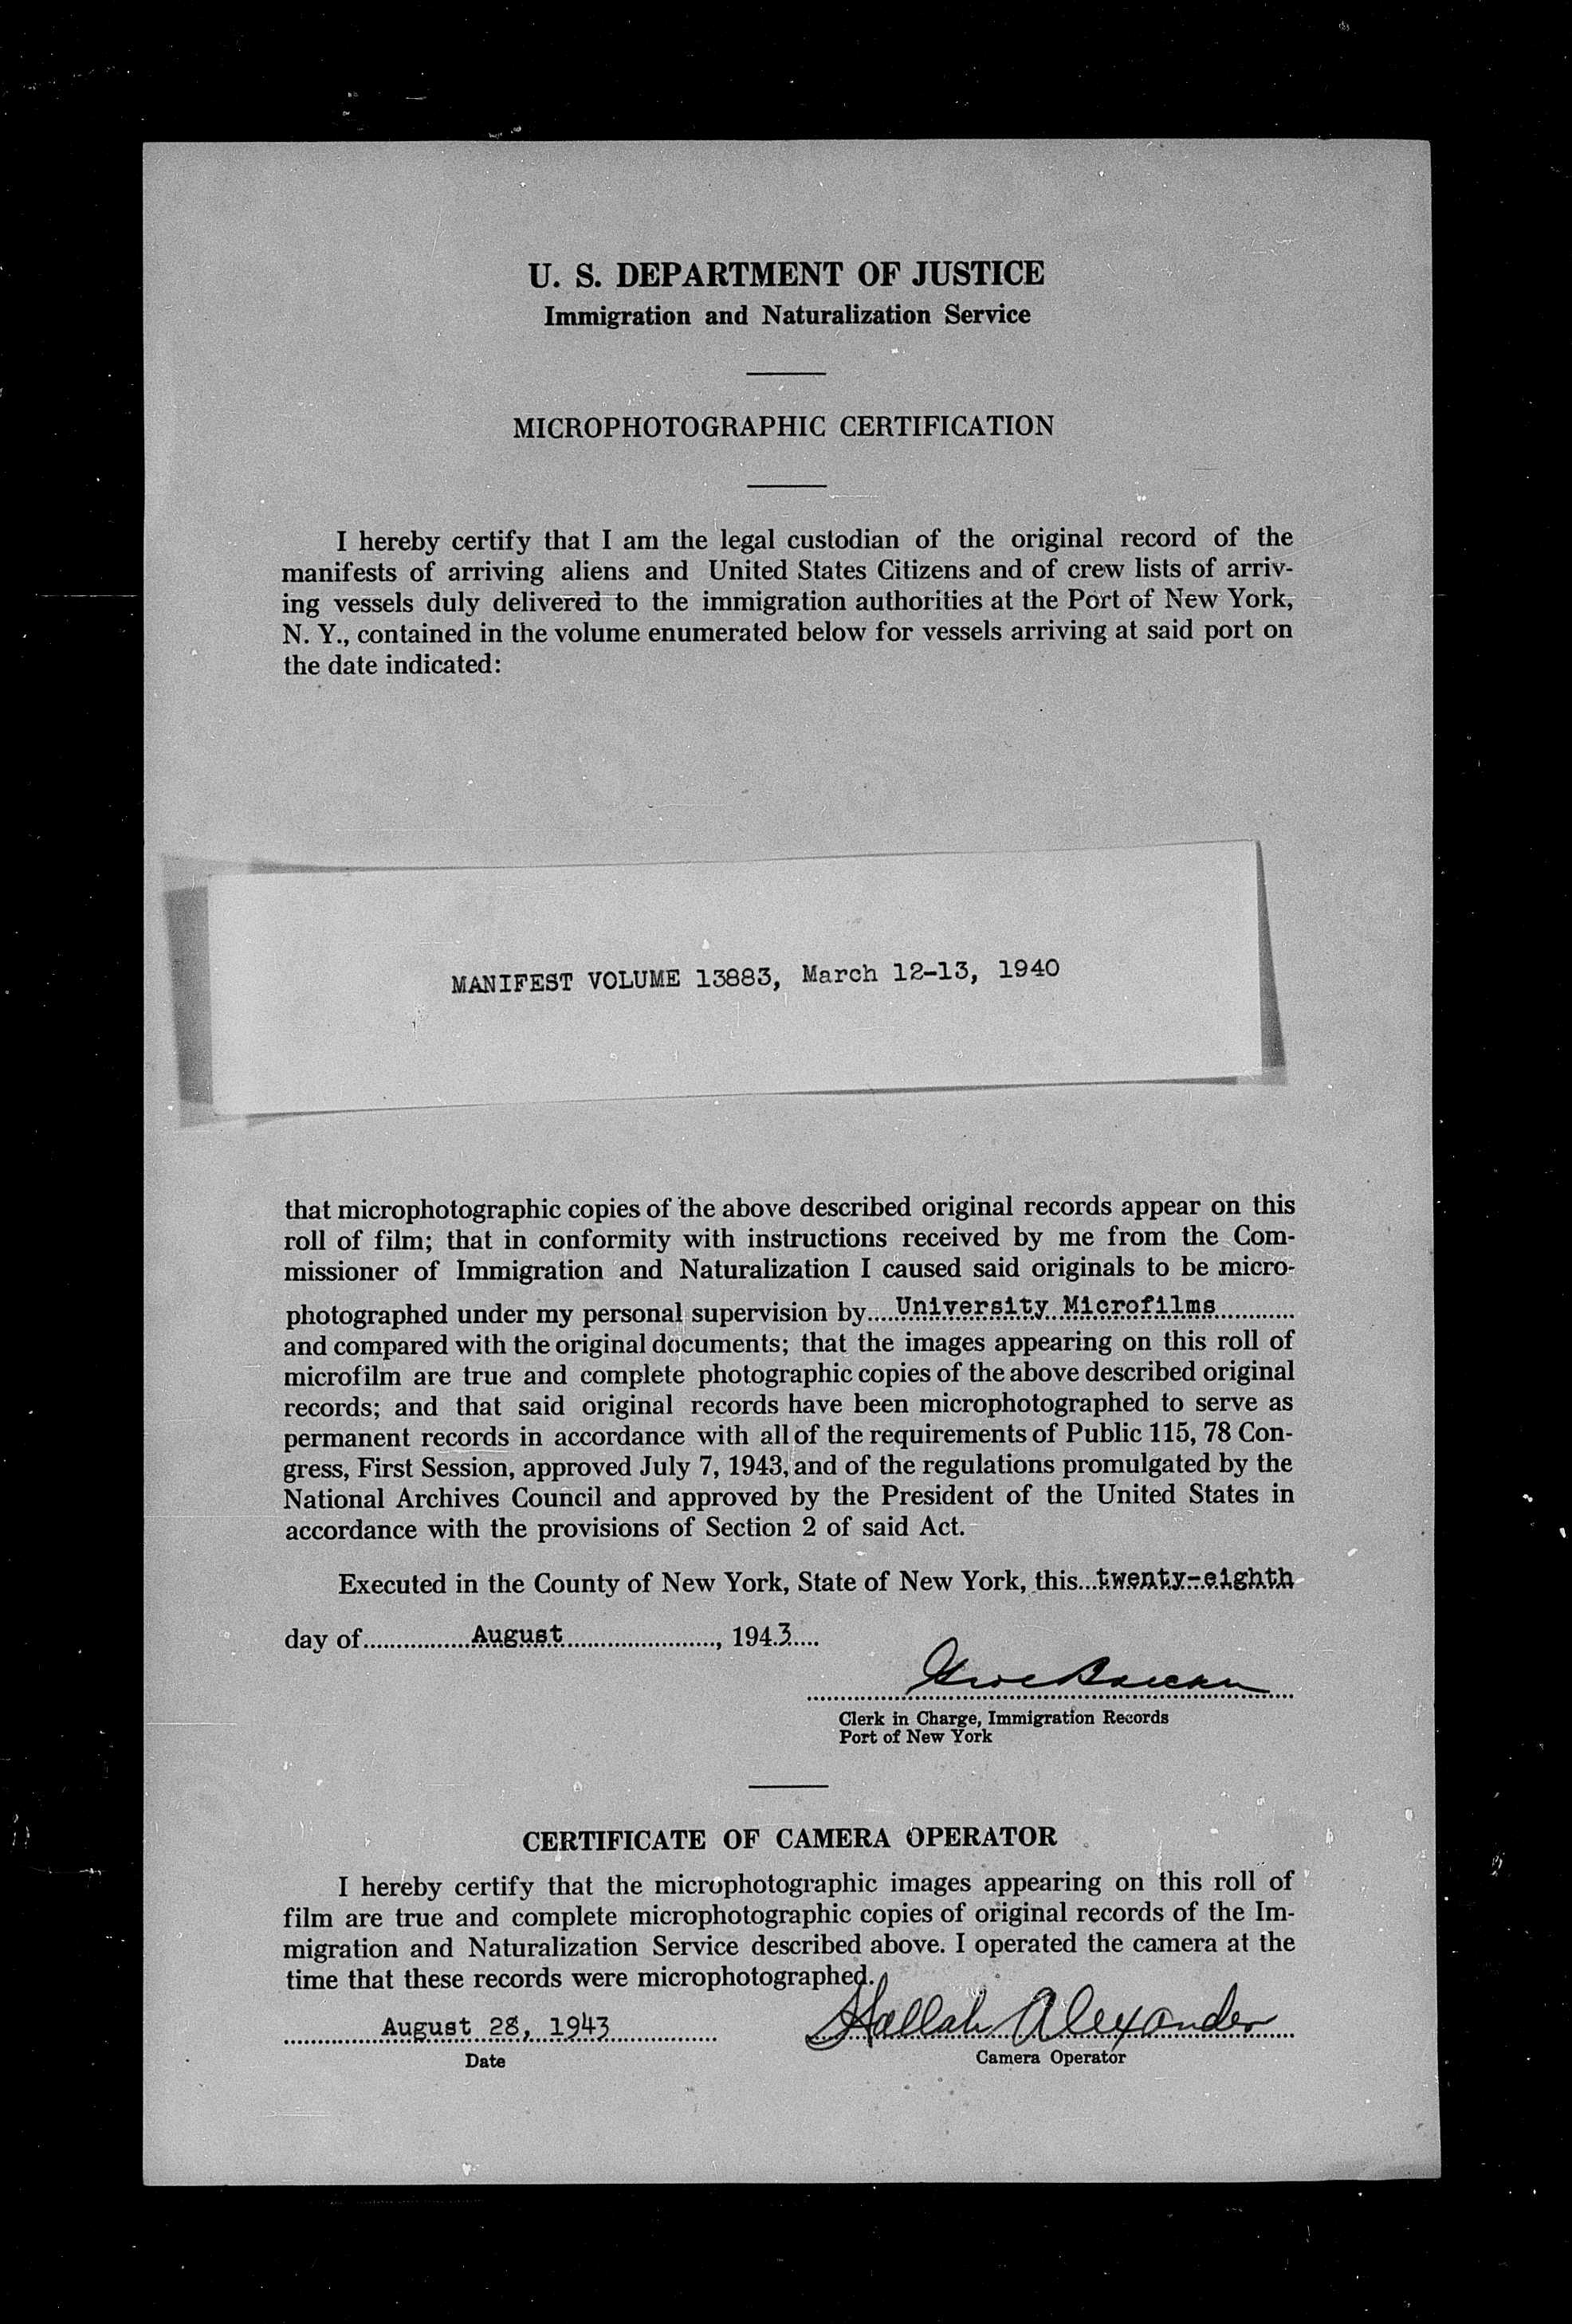 U. S. DEPARTMENT OF JUSTICE
Immigration and Naturalization Service
MICROPHOTOGRAPHIC CERTIFICATION
I hereby certify that I am the legal custodian of the original record of the
manifests of arriving aliens and United States Citizens and of crew lists of arriv-
ing vessels duly delivered to the immigration authorities at the Port of New York,
N. Y., contained in the volume enumerated below for vessels arriving at said port on
the date indicated:
MANIFEST VOLUME 13883, March 12-13, 1940
that microphotographic copies of the above described original records appear on this
roll of film; that in conformity with instructions received by me from the Com-
missioner of Immigration and Naturalization I caused said originals to be micro-
photographed under my personal supervision by....University Microfilms............
and compared with the original documents; that the images appearing on this roll of
microfilm are true and complete photographic copies of the above described original
records; and that said original records have been microphotographed to serve as
permanent records in accordance with all of the requirements of Public 115, 78 Con-
gress, First Session, approved July 7, 1943, and of the regulations promulgated by the
National Archives Council and approved by the President of the United States in
accordance with the provisions of Section 2 of said Act.
Executed in the County of New York, State of New York, this...twenty-eighth
day of................August......................, 1943....
Clerk in Charge, Immigration Records
Port of New York
CERTIFICATE OF CAMERA OPERATOR
I hereby certify that the microphotographic images appearing on this roll of
film are true and complete microphotographic copies of original records of the Im-
migration and Naturalization Service described above. I operated the camera at the
time that these records were microphotographed.
August 28, 1943 Hallah Alexander
Date Camera Operator